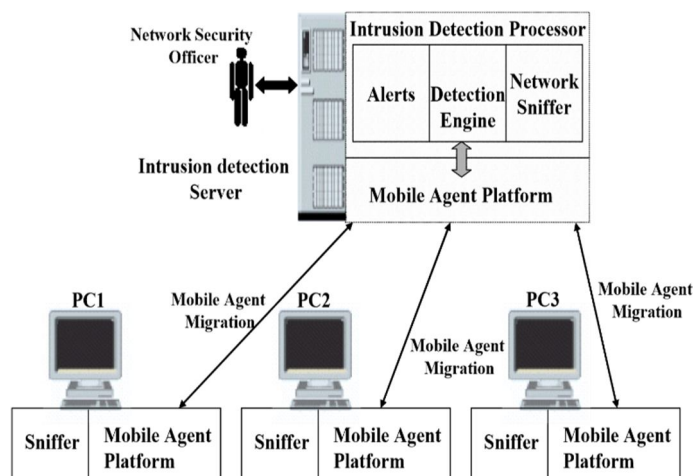 Network Security
Officer
Intrusion Detection Processor
Alerts
Detection
Engine
Network
Sniffer
Intrusion detection
Server
Mobile Agent Platform
PC1
Mobile Agent
Migration
PC2
Mobile Agent
Migration
PC3
Mobile Agent
Migration
Sniffer
Mobile Agent
Platform
Sniffer
Mobile Agent
Platform
Sniffer
Mobile Agent
Platform